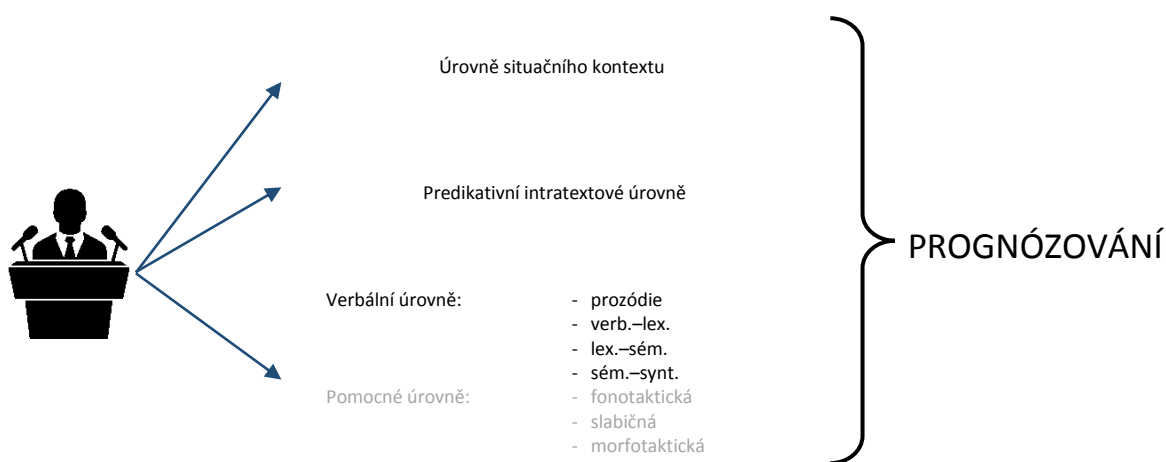 Úrovně situačního kontextu
Predikativní intratextové úrovně
PROGNÓZOVÁNÍ
Verbální úrovně: - prozódie
- verb.–lex.
- lex.–sém.
- sém.–synt.
Pomocné úrovně: - fonotaktická
- slabičná
- morfotaktická